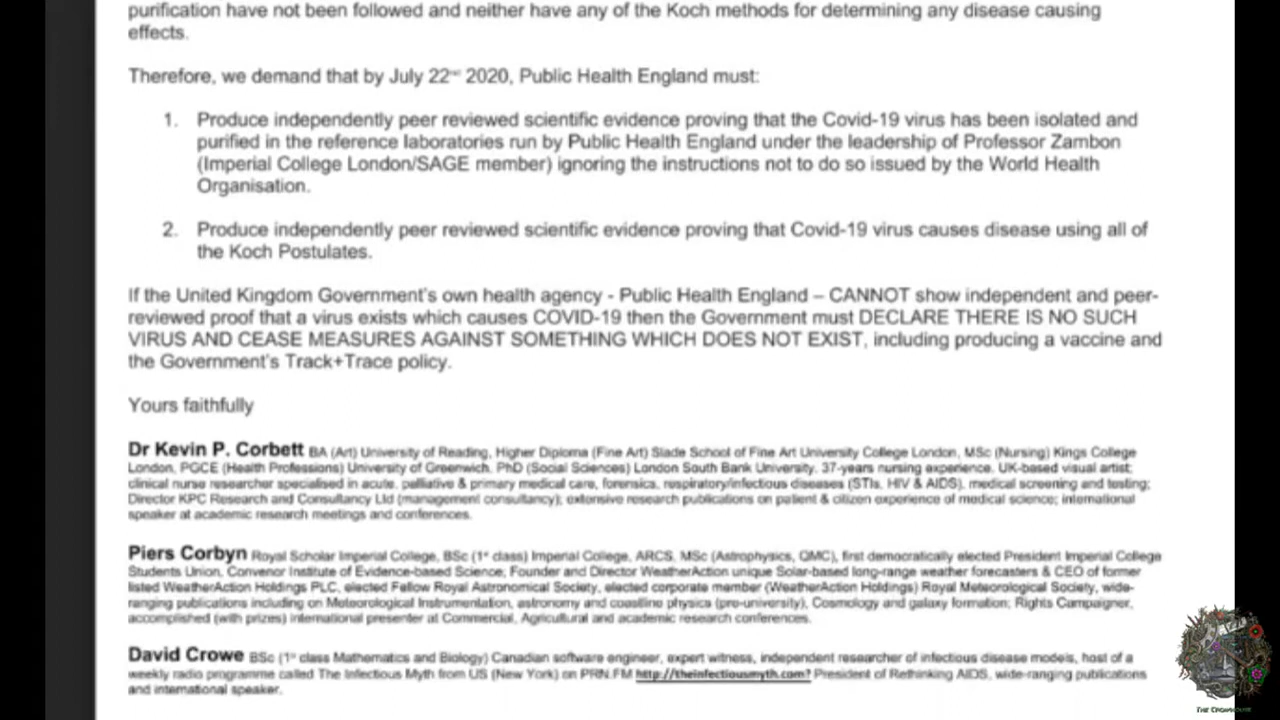 purification have not been followed and neither have any of the Koch methods for determining any disease causing
effects.
Therefore, we demand that by July 22nd 2020, Public Health England must:
1. Produce independently peer reviewed scientific evidence proving that the Covid-19 virus has been isolated and
purified in the reference laboratories run by Public Health England under the leadership of Professor Zambon
(Imperial College London/SAGE member) ignoring the instructions not to do so issued by the World Health
Organisation.
2. Produce independently peer reviewed scientific evidence proving that Covid-19 virus causes disease using all of
the Koch Postulates.
If the United Kingdom Government's own health agency - Public Health England – CANNOT show independent and peer-
reviewed proof that a virus exists which causes COVID-19 then the Government must DECLARE THERE IS NO SUCH
VIRUS AND CEASE MEASURES AGAINST SOMETHING WHICH DOES NOT EXIST, including producing a vaccine and
the Government's Track+Trace policy.
Yours faithfully
Dr Kevin P. Corbett BA (Art) University of Reading, Higher Diploma (Fine Art) Slade School of Fine Art University College London, MSc (Nursing) Kings College
London, PGCE (Health Professions) University of Greenwich. PhD (Social Sciences) London South Bank University. 37-years nursing experience. UK-based visual artist;
clinical nurse researcher specialised in acute, palliative & primary medical care, forensics, respiratory/infectious diseases (STIs, HIV & AIDS), medical screening and testing;
Director KPC Research and Consultancy Ltd (management consultancy); extensive research publications on patient & citizen experience of medical science; international
speaker at academic research meetings and conferences.
Piers Corbyn Royal Scholar Imperial College, BSc (1st class) Imperial College, ARCS, MSc (Astrophysics, QMC), first democratically elected President Imperial College
Students Union, Convenor Institute of Evidence-based Science; Founder and Director WeatherAction unique Solar-based long-range weather forecasters & CEO of former
listed WeatherAction Holdings PLC, elected Fellow Royal Astronomical Society, elected corporate member (WeatherAction Holdings) Royal Meteorological Society, wide-
ranging publications including on Meteorological Instrumentation, astronomy and coastline physics (pre-university), Cosmology and galaxy formation; Rights Campaigner,
accomplished (with prizes) international presenter at Commercial, Agricultural and academic research conferences.
David Crowe BSc (1st class Mathematics and Biology) Canadian software engineer, expert witness, independent researcher of infectious disease models, host of a
weekly radio programme called The Infectious Myth from US (New York) on PRN.FM http://theinfectiousmyth.com? President of Rethinking AIDS, wide-ranging publications
and international speaker.
THE CROWHOUSE